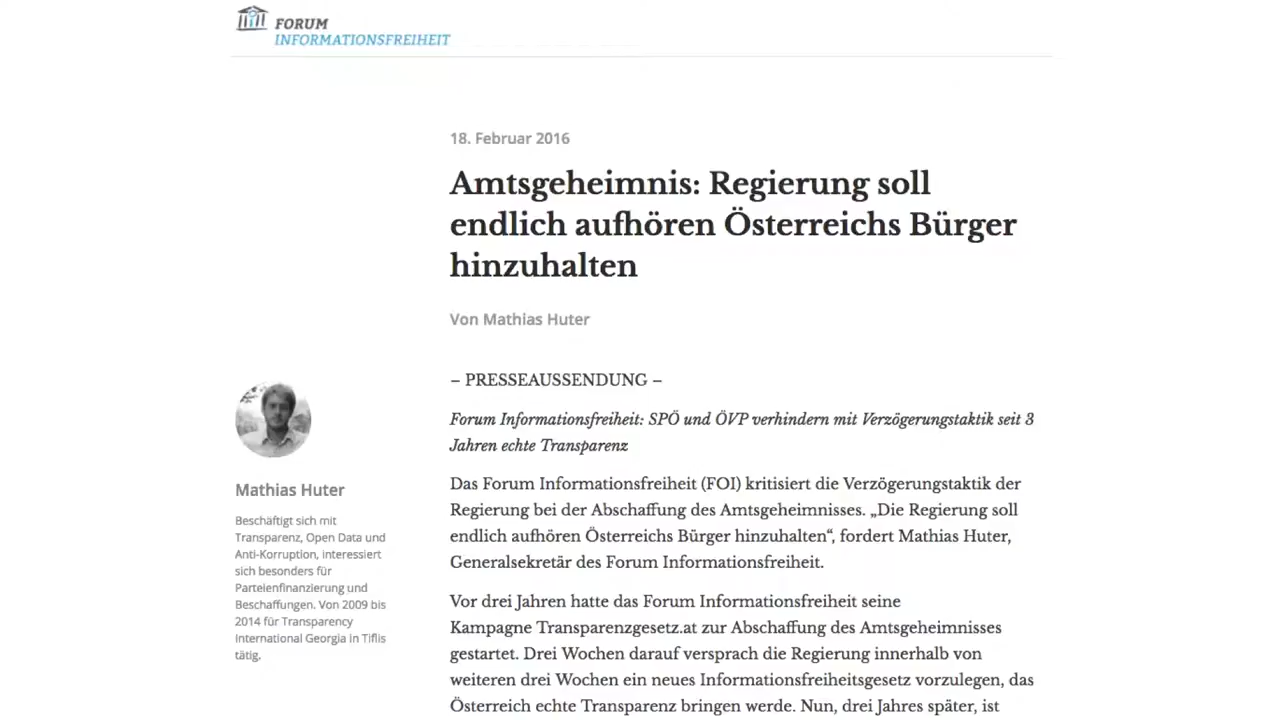 FORUM
INFORMATIONSFREIHEIT
18. Februar 2016
Amtsgeheimnis: Regierung soll
endlich aufhören Österreichs Bürger
hinzuhalten
Von Mathias Huter
– PRESSEAUSSENDUNG –
Forum Informationsfreiheit: SPÖ und ÖVP verhindern mit Verzögerungstaktik seit 3
Jahren echte Transparenz
Das Forum Informationsfreiheit (FOI) kritisiert die Verzögerungstaktik der
Regierung bei der Abschaffung des Amtsgeheimnisses. „Die Regierung soll
endlich aufhören Österreichs Bürger hinzuhalten“, fordert Mathias Huter,
Generalsekretär des Forum Informationsfreiheit.
Vor drei Jahren hatte das Forum Informationsfreiheit seine
Kampagne Transparenzgesetz.at zur Abschaffung des Amtsgeheimnisses
gestartet. Drei Wochen darauf versprach die Regierung innerhalb von
weiteren drei Wochen ein neues Informationsfreiheitsgesetz vorzulegen, das
Österreich echte Transparenz bringen werde. Nun, drei Jahre später, ist
Mathias Huter
Beschäftigt sich mit
Transparenz, Open Data und
Anti-Korruption, interessiert
sich besonders für
Parteienfinanzierung und
Beschaffungen. Von 2009 bis
2014 für Transparency
International Georgia in Tiflis
tätig.